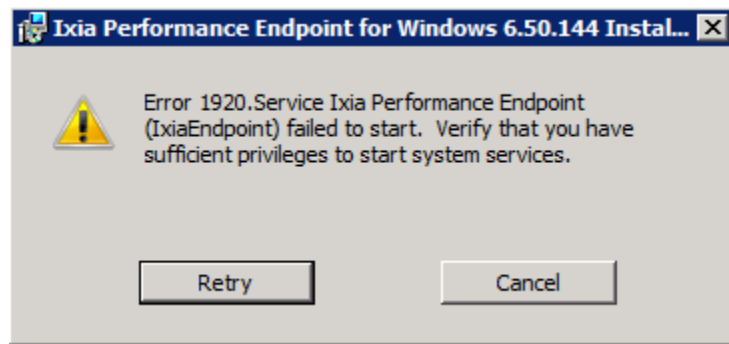 Ixia Performance Endpoint for Windows 6.50.144 Instal...
Error 1920.Service Ixia Performance Endpoint
(IxiaEndpoint) failed to start. Verify that you have
sufficient privileges to start system services.
Retry
Cancel